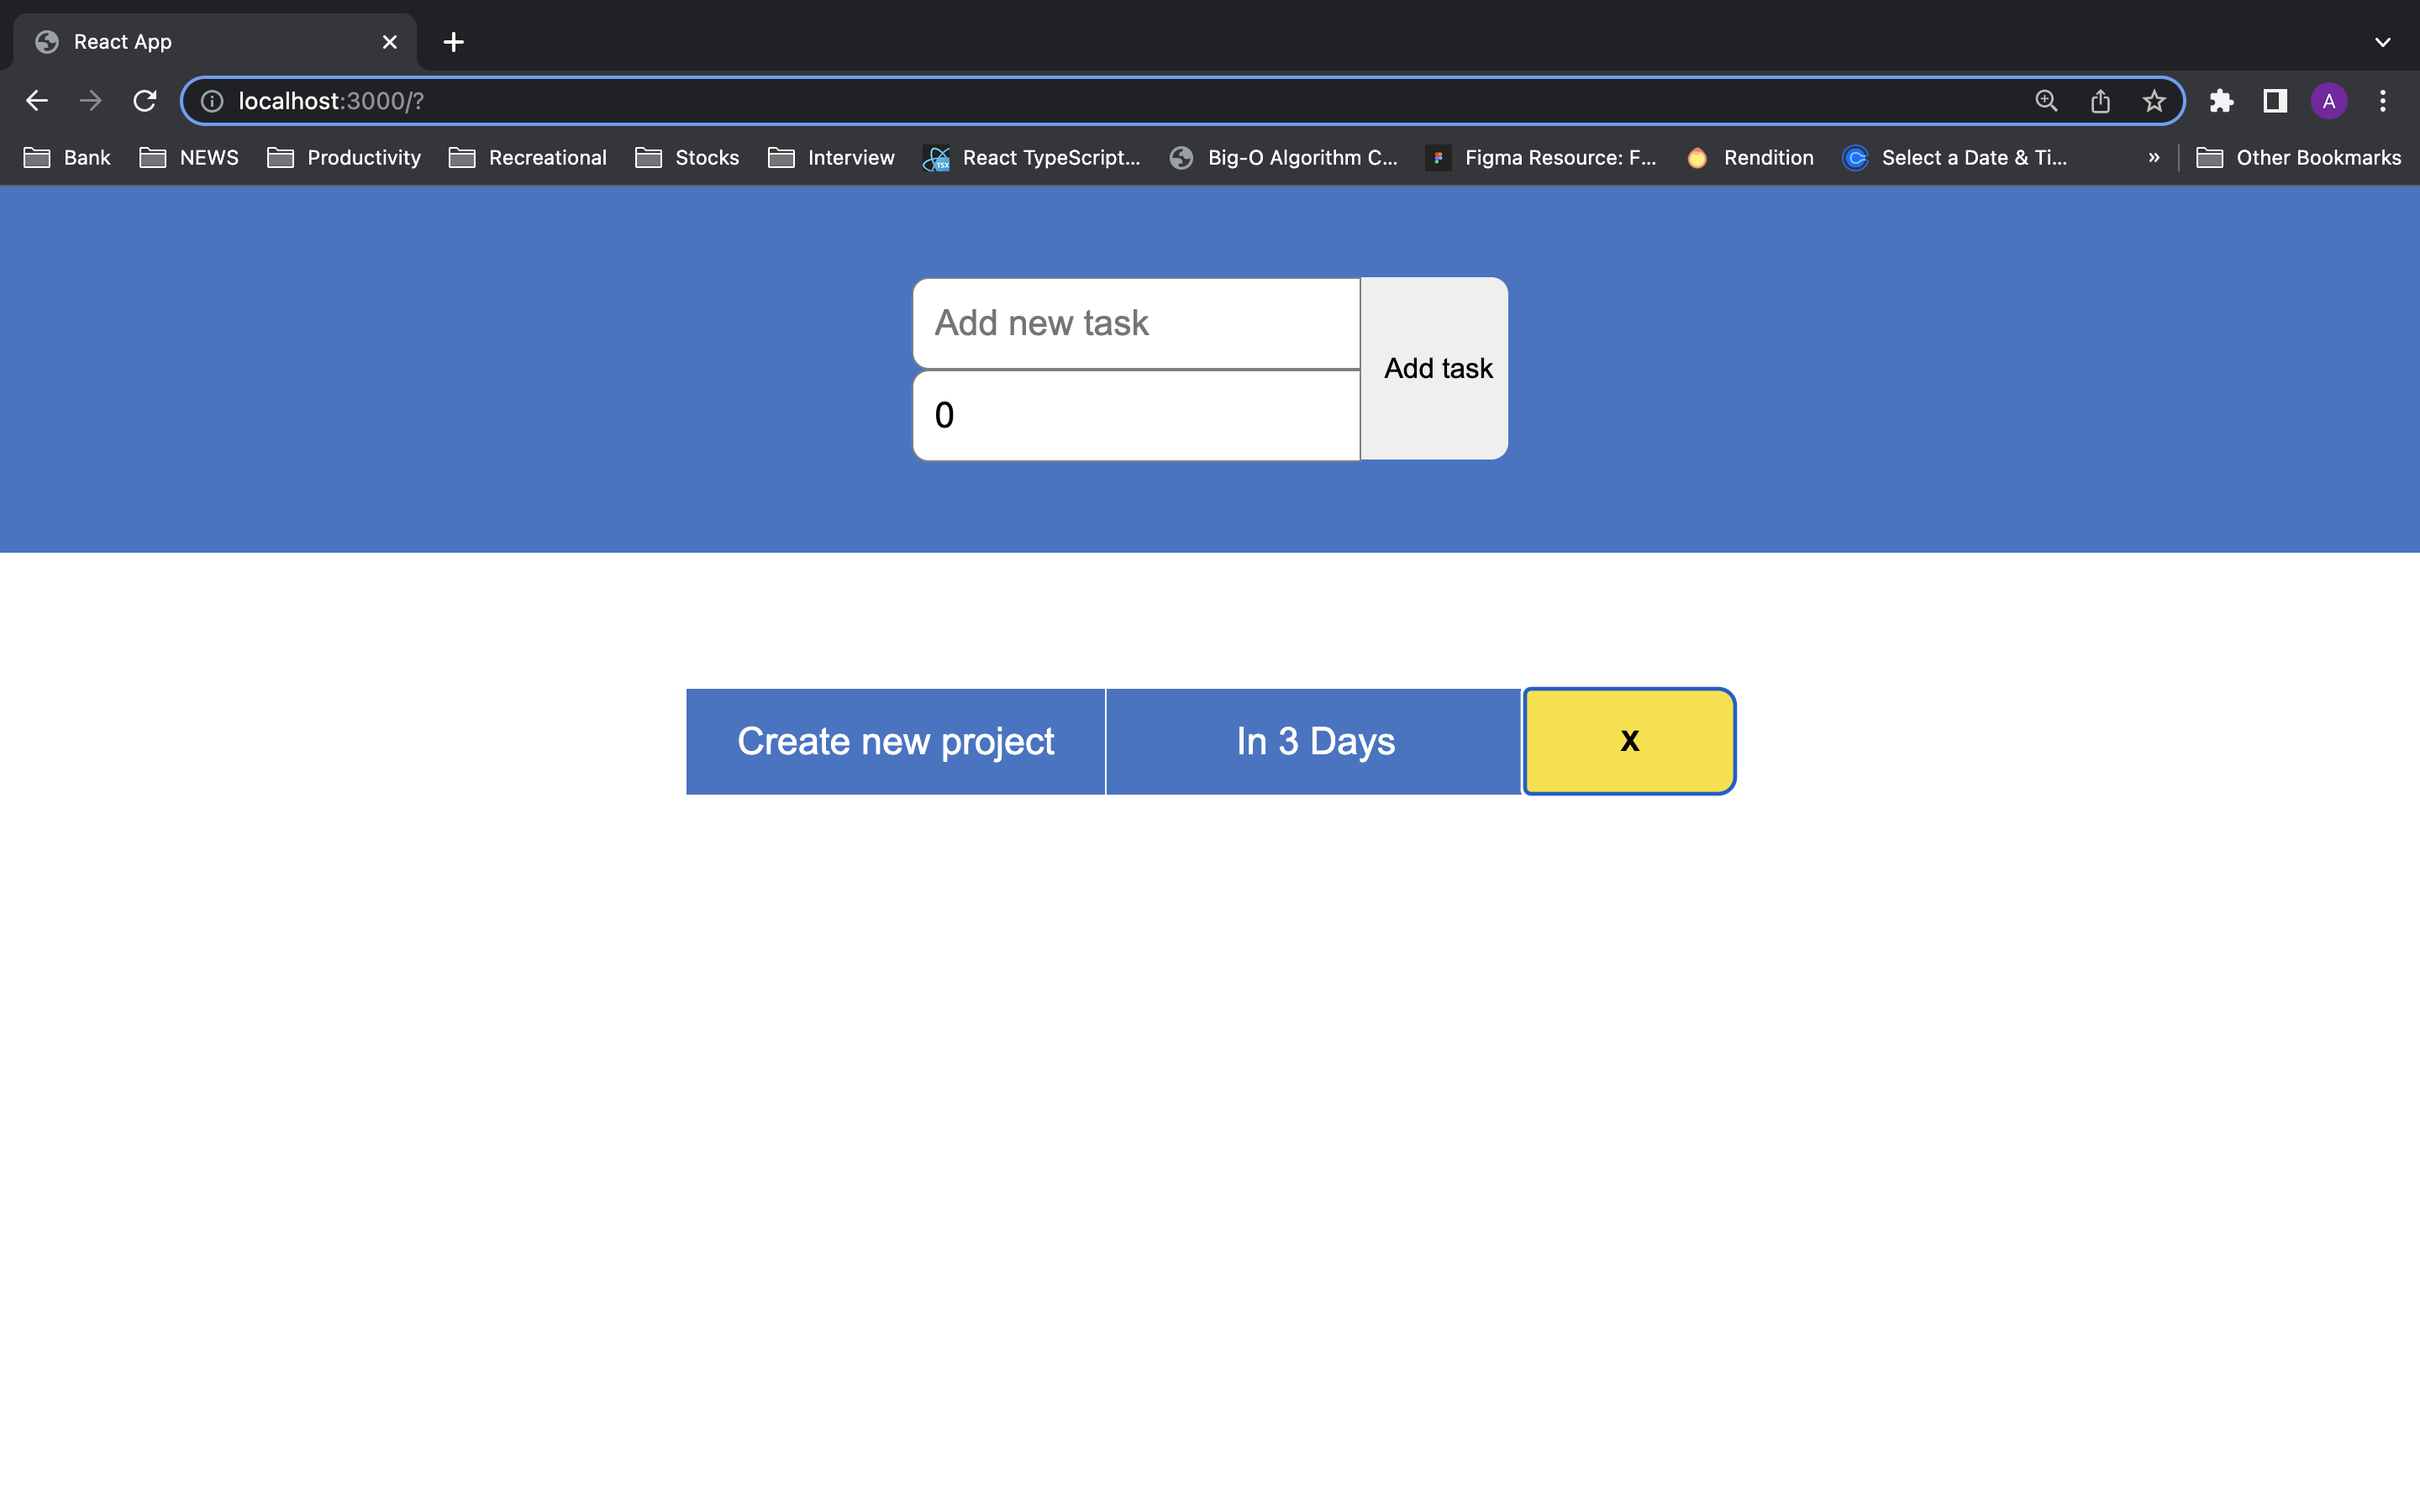 React App
localhost:3000/?
A
Bank NEWS Productivity Recreational Stocks Interview React TypeScript... Big-O Algorithm C... Figma Resource: F... Rendition Select a Date & Ti... » Other Bookmarks
Add new task
Add task
0
Create new project In 3 Days X